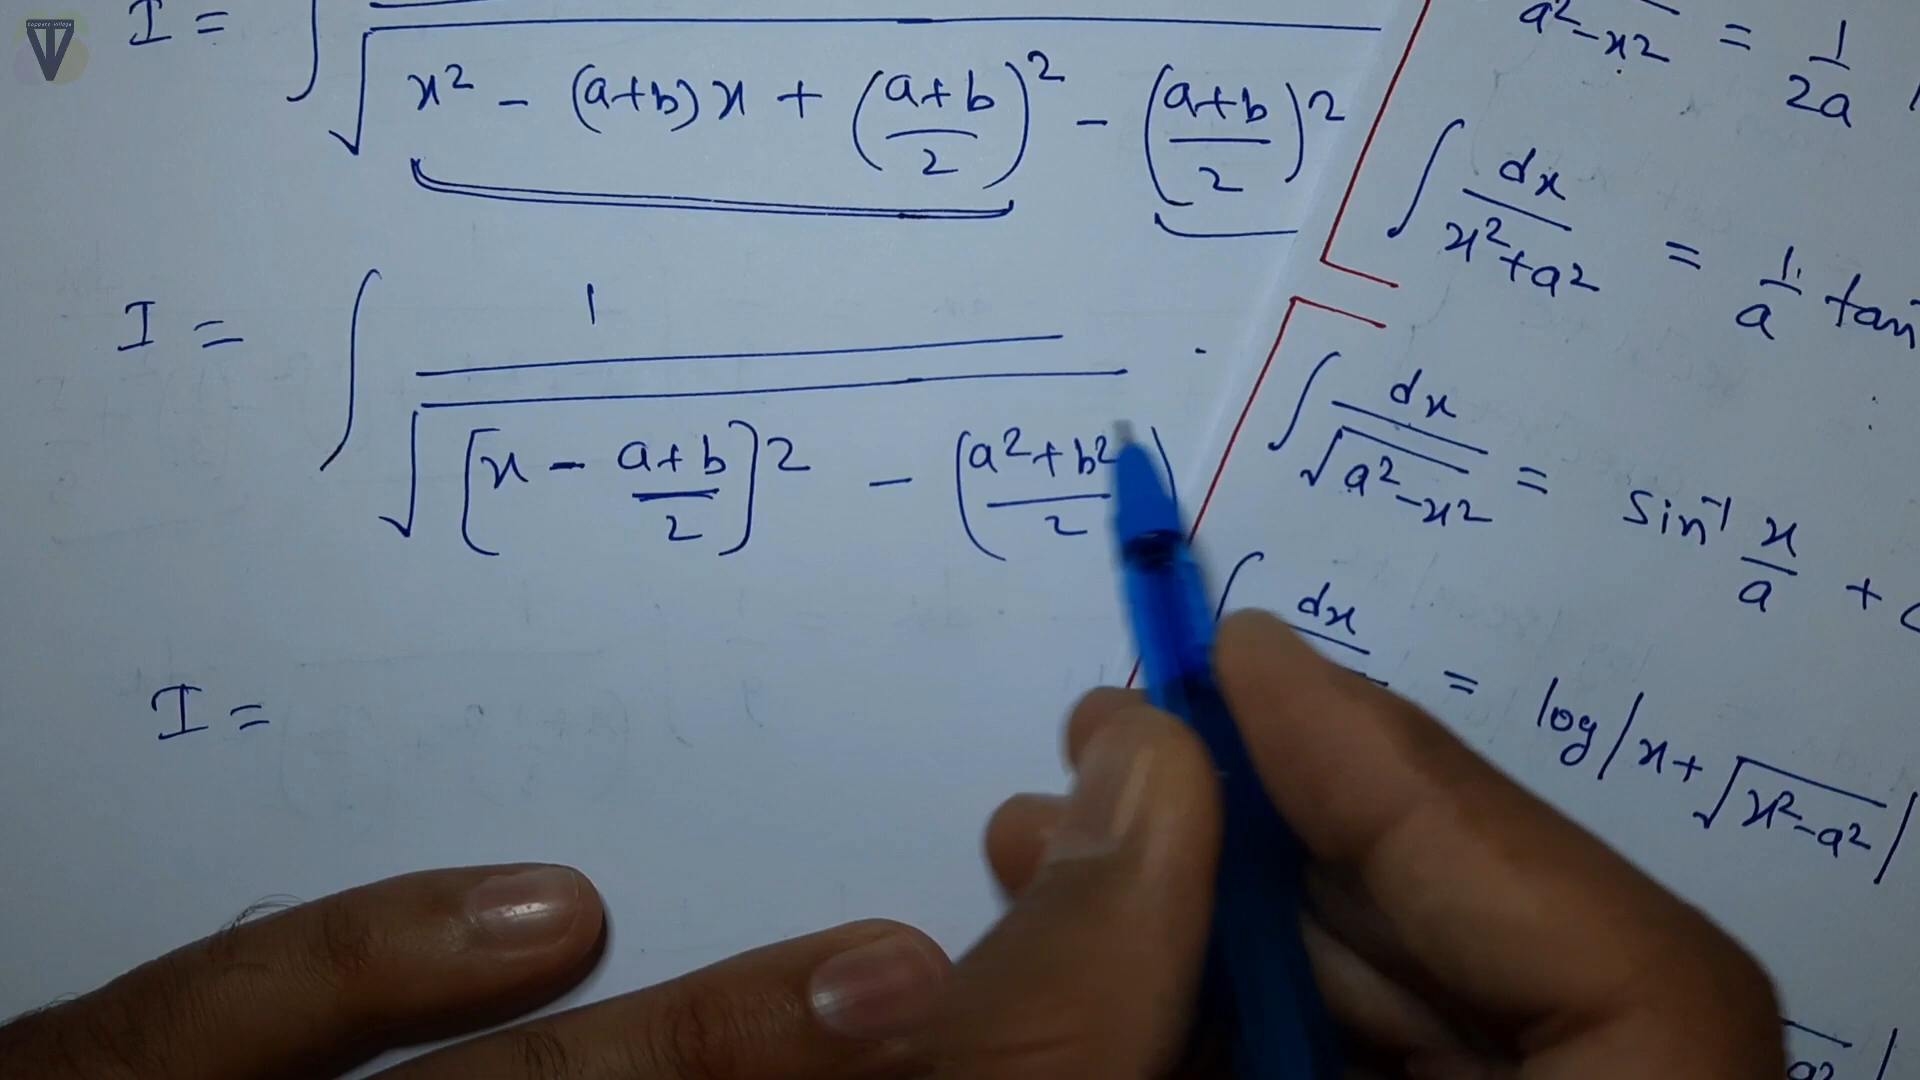 I = ∫ √ x² - (a+b)x + (a+b/2)² - (a+b/2)²
I = ∫ 1 / √ [x - a+b/2]² - (a²+b²/2)
I =
a²-x² = 1/2a
∫ dx/x²+a² = 1/a tan
∫ dx/√a²-x² = sin⁻¹ x/a +
∫ dx = log|x+√x²-a²|